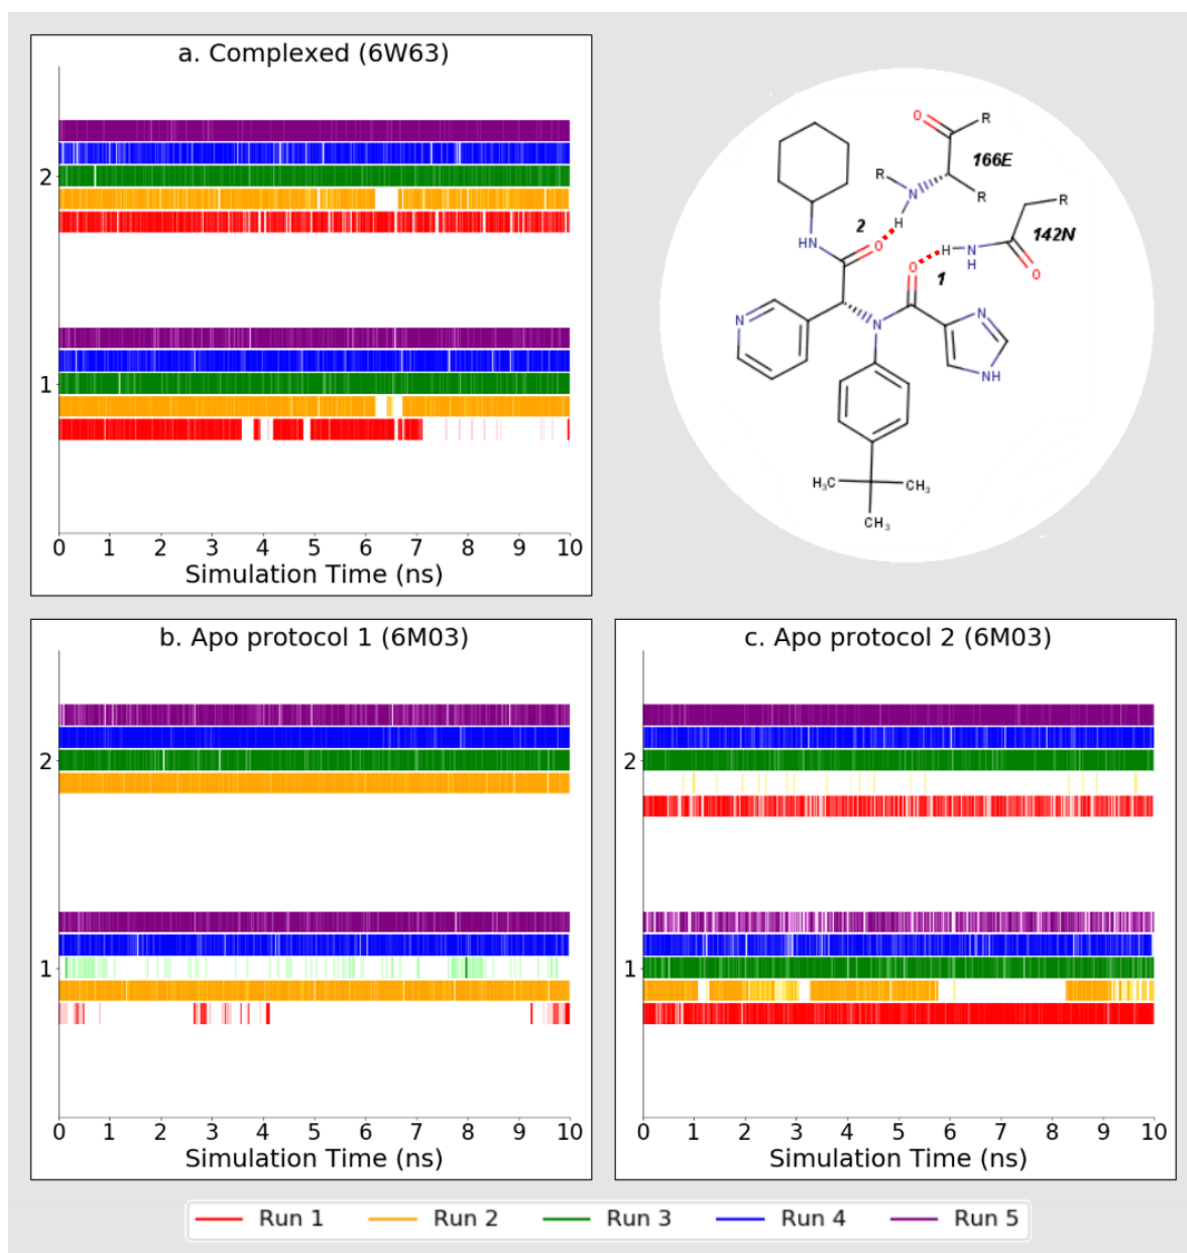 a. Complexed (6W63)
2
1
0 1 2 3 4 5 6 7 8 9 10
Simulation Time (ns)
O
R
166E
R
N
R
H
R
2
142N
HN
O
H
N
H
O
1
O
N
N
N
NH
H₃C
CH₃
CH₃
b. Apo protocol 1 (6M03)
2
1
0 1 2 3 4 5 6 7 8 9 10
Simulation Time (ns)
c. Apo protocol 2 (6M03)
2
1
0 1 2 3 4 5 6 7 8 9 10
Simulation Time (ns)
Run 1 Run 2 Run 3 Run 4 Run 5